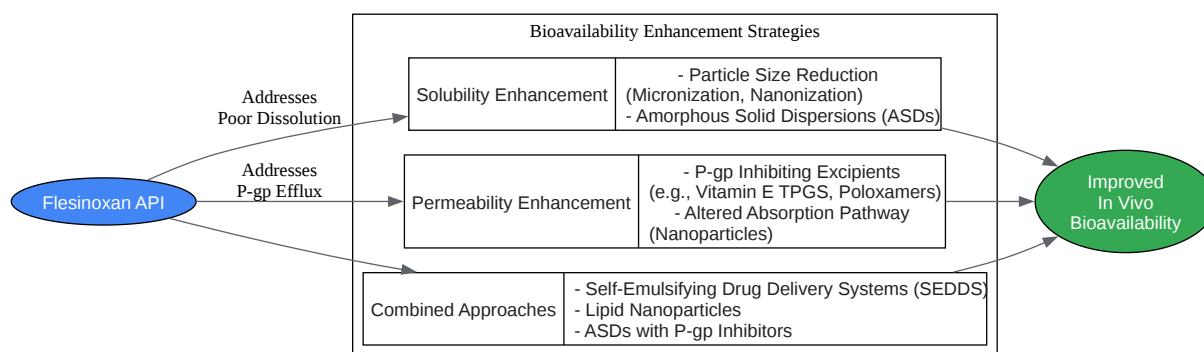 Bioavailability Enhancement Strategies
Addresses
Poor Dissolution
Solubility Enhancement
- Particle Size Reduction
(Micronization, Nanonization)
- Amorphous Solid Dispersions (ASDs)
Flesinoxan API
Addresses
P-gp Efflux
Permeability Enhancement
- P-gp Inhibiting Excipients
(e.g., Vitamin E TPGS, Poloxamers)
- Altered Absorption Pathway
(Nanoparticles)
Combined Approaches
- Self-Emulsifying Drug Delivery Systems (SEDDS)
- Lipid Nanoparticles
- ASDs with P-gp Inhibitors
Improved
In Vivo
Bioavailability